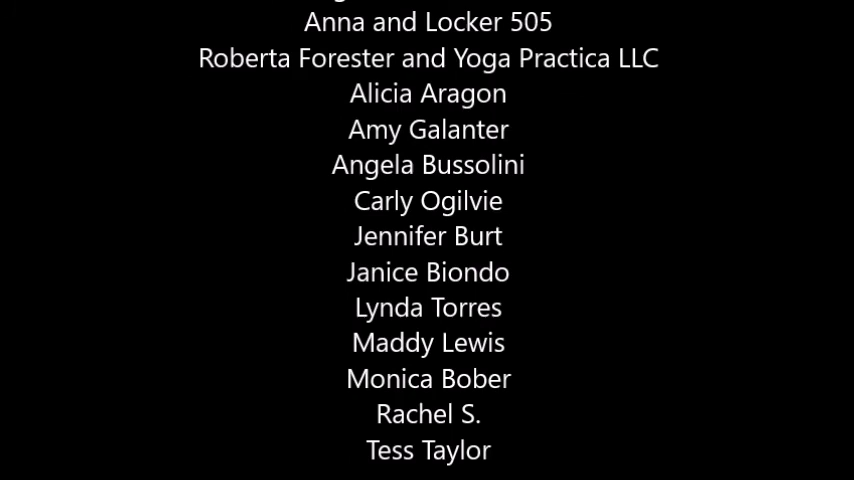 Anna and Locker 505
Roberta Forester and Yoga Practica LLC
Alicia Aragon
Amy Galanter
Angela Bussolini
Carly Ogilvie
Jennifer Burt
Janice Biondo
Lynda Torres
Maddy Lewis
Monica Bober
Rachel S.
Tess Taylor